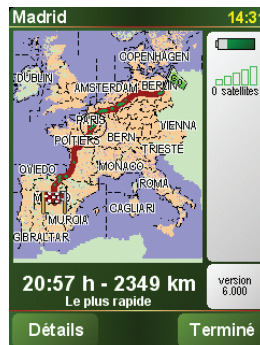 Madrid 14:3
COPENHAGEN
DUBLIN
AMSTERDAM BERLIN
PARIS
VIENNA
POITIERS BERN
TRIESTE
OVIEDO MONACO
ROMA
MURCIA CAGLIARI
GIBRALTAR
0 satellites
20:57 h - 2349 km
Le plus rapide
version
6.000
Détails Terminé